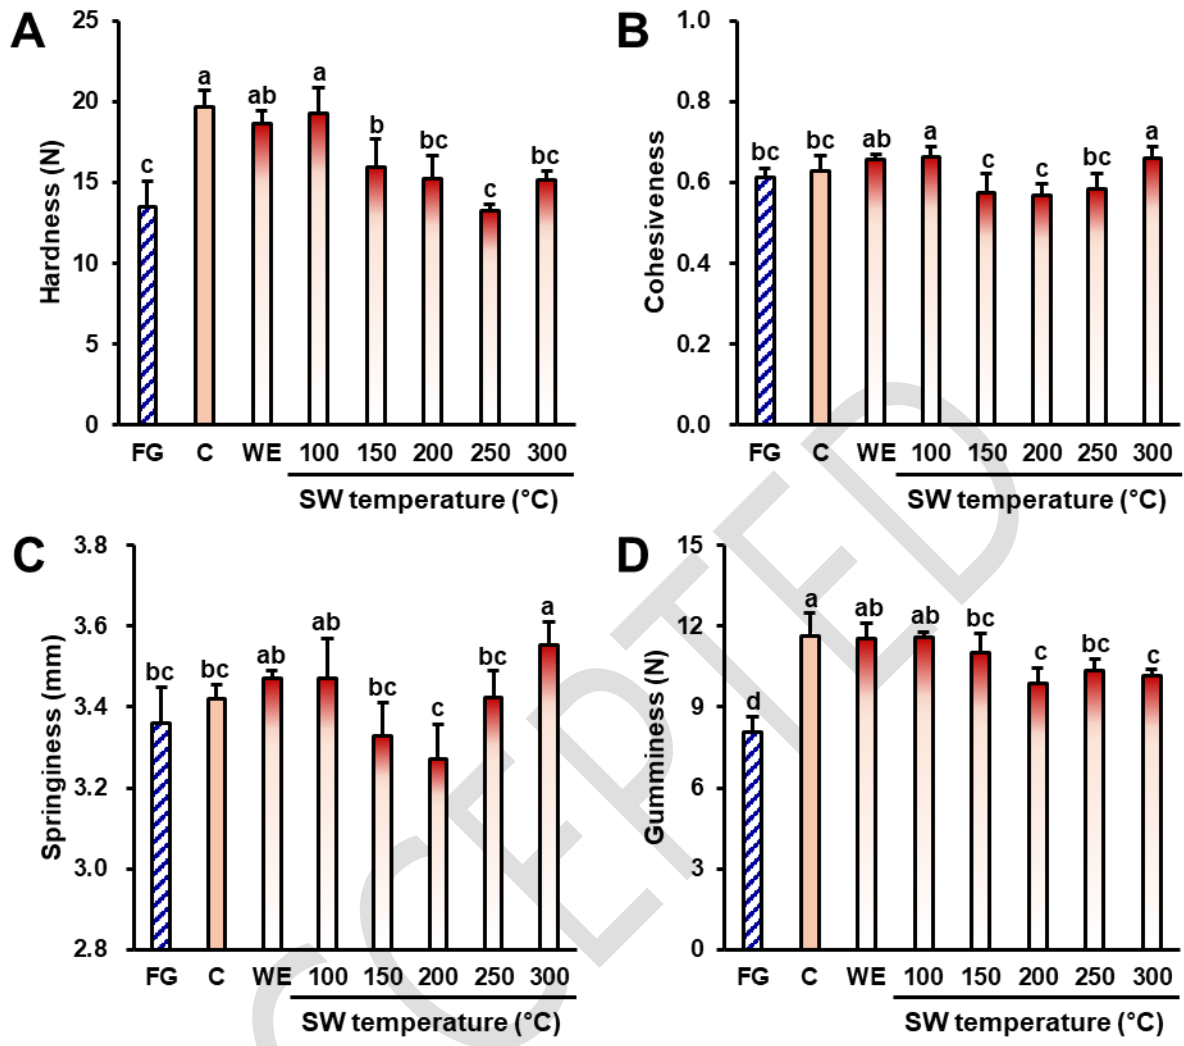 A
B
25
20
15
10
5
0
Hardness (N)
c
a
ab
a
b
bc
c
bc
FG C WE 100 150 200 250 300
SW temperature (°C)
1.0
0.8
0.6
0.4
0.2
0.0
Cohesiveness
bc
bc
ab
a
c
c
bc
a
FG C WE 100 150 200 250 300
SW temperature (°C)
C
D
3.8
3.6
3.4
3.2
3.0
2.8
Springiness (mm)
bc
bc
ab
ab
bc
c
bc
a
FG C WE 100 150 200 250 300
SW temperature (°C)
15
12
9
6
3
0
Gumminess (N)
d
a
ab
ab
bc
c
bc
c
FG C WE 100 150 200 250 300
SW temperature (°C)
CCEPTED